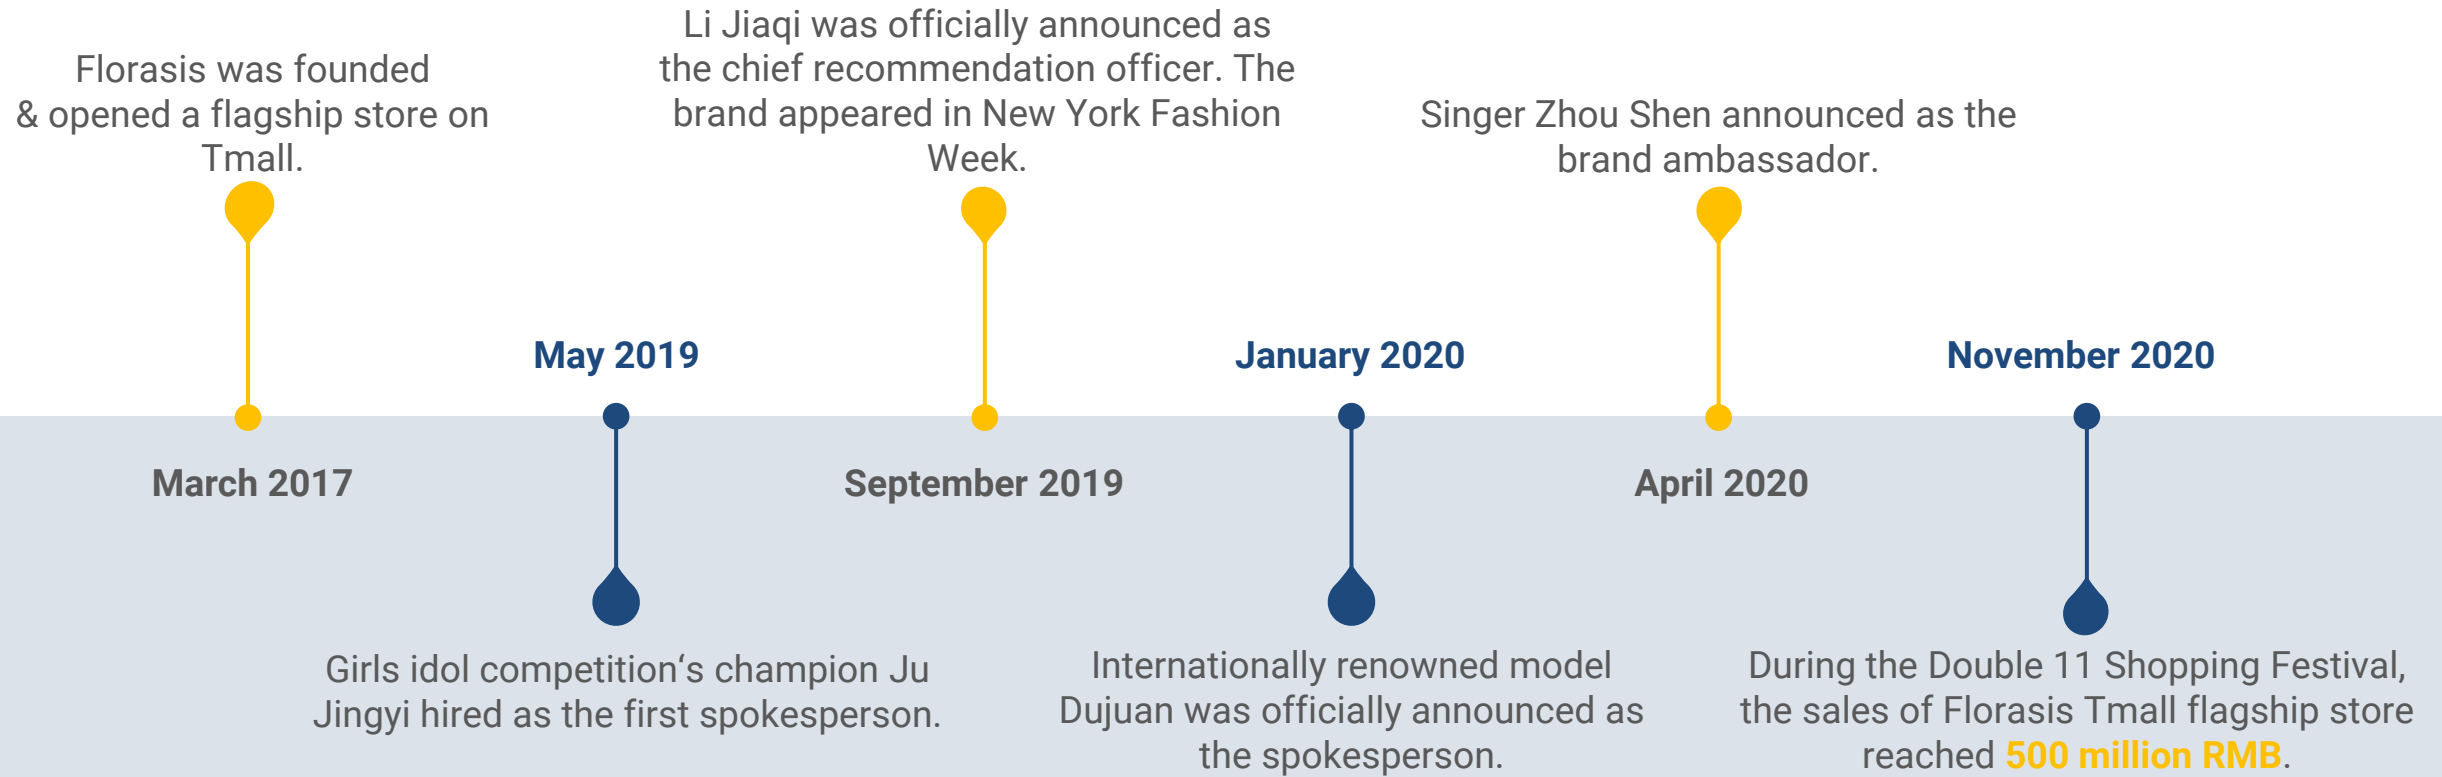 Florasis was founded
& opened a flagship store on
Tmall.
March 2017
May 2019
Girls idol competition‘s champion Ju
Jingyi hired as the first spokesperson.
Li Jiaqi was officially announced as
the chief recommendation officer. The
brand appeared in New York Fashion
Week.
September 2019
January 2020
Internationally renowned model
Dujuan was officially announced as
the spokesperson.
Singer Zhou Shen announced as the
brand ambassador.
April 2020
November 2020
During the Double 11 Shopping Festival,
the sales of Florasis Tmall flagship store
reached 500 million RMB.